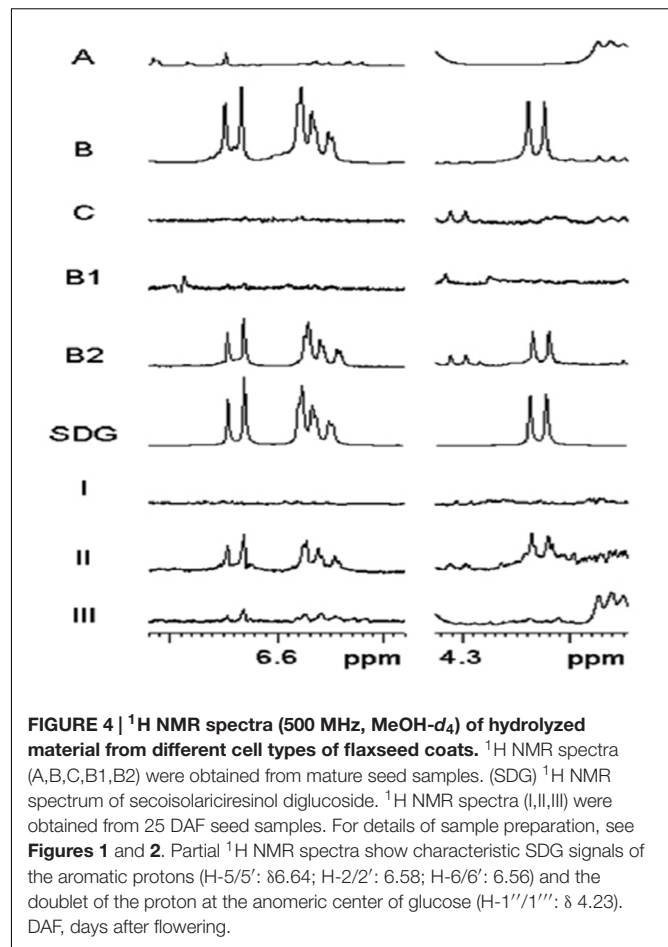 A
B
C
B1
B2
SDG
I
II
III
6.6 ppm 4.3 ppm
FIGURE 4 | ¹H NMR spectra (500 MHz, MeOH-d₄) of hydrolyzed
material from different cell types of flaxseed coats. ¹H NMR spectra
(A,B,C,B1,B2) were obtained from mature seed samples. (SDG) ¹H NMR
spectrum of secoisolariciresinol diglucoside. ¹H NMR spectra (I,II,III) were
obtained from 25 DAF seed samples. For details of sample preparation, see
Figures 1 and 2. Partial ¹H NMR spectra show characteristic SDG signals of
the aromatic protons (H-5/5′: δ6.64; H-2/2′: 6.58; H-6/6′: 6.56) and the
doublet of the proton at the anomeric center of glucose (H-1′′/1′′′: δ 4.23).
DAF, days after flowering.